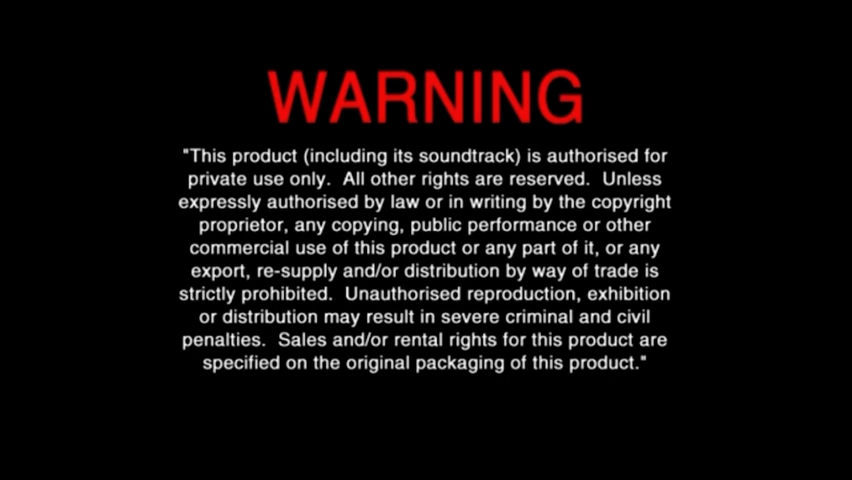 WARNING
"This product (including its soundtrack) is authorised for
private use only.  All other rights are reserved.  Unless
expressly authorised by law or in writing by the copyright
proprietor, any copying, public performance or other
commercial use of this product or any part of it, or any
export, re-supply and/or distribution by way of trade is
strictly prohibited.  Unauthorised reproduction, exhibition
or distribution may result in severe criminal and civil
penalties.  Sales and/or rental rights for this product are
specified on the original packaging of this product."